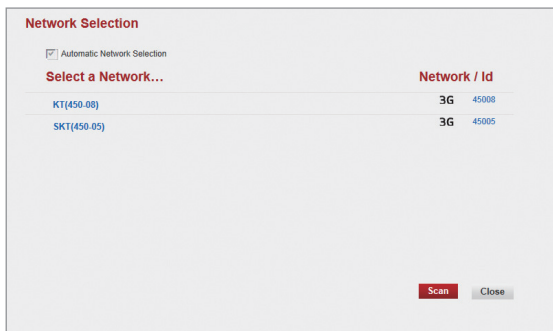 Network Selection
Automatic Network Selection
Select a Network... Network / Id
KT(450-08) 3G 45008
SKT(450-05) 3G 45005
Scan Close